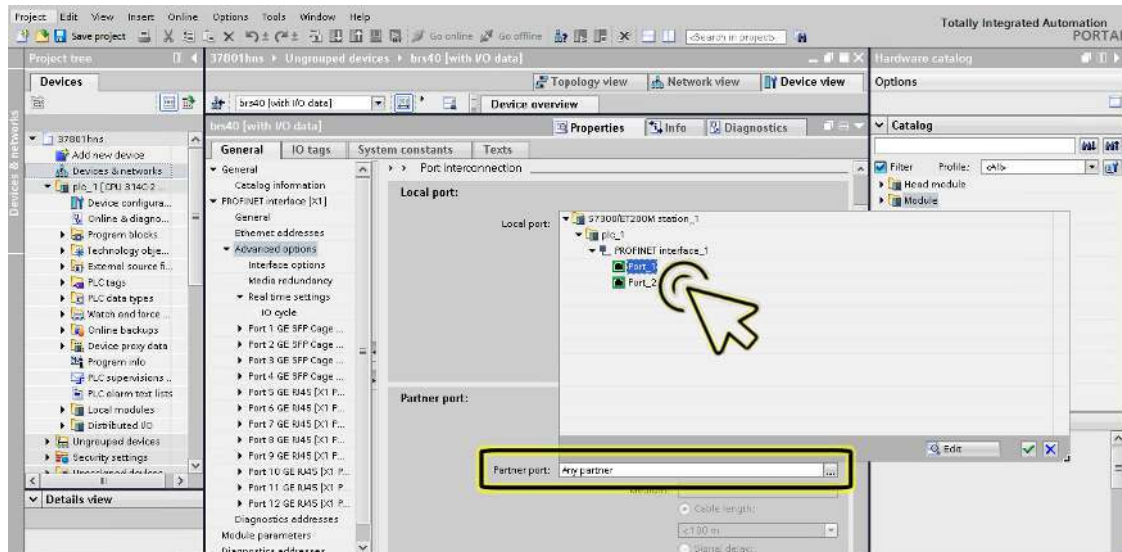 Project Edit View Insert Online Options Tools Window Help
Totally Integrated Automation
PORTAL
Save project
Go online
Go offline
<Search in project>
Project tree
37801hns Ungrouped devices brs40 [with I/O data]
Hardware catalog
Devices
Topology view
Network view
Device view
Options
brs40 [with I/O data]
Device overview
Devices & networks
brs40 [with I/O data]
Properties
Info
Diagnostics
Catalog
General
IO tags
System constants
Texts
37801hns
Add new device
Devices & networks
plc_1 [CPU 314C-2 ...
Device configura...
Online & diagno...
Program blocks
Technology obje...
External source fi...
PLC tags
PLC data types
Watch and force ...
Online backups
Device proxy data
Program info
PLC supervisions ..
PLC alarm text lists
Local modules
Distributed I/O
Ungrouped devices
Security settings
Unassigned devices
Details view
General
Catalog information
PROFINET interface [X1]
General
Ethernet addresses
Advanced options
Interface options
Media redundancy
Real time settings
IO cycle
Port 1 GE SFP Cage ...
Port 2 GE SFP Cage ...
Port 3 GE SFP Cage ...
Port 4 GE SFP Cage ...
Port 5 GE RJ45 [X1 P...
Port 6 GE RJ45 [X1 P...
Port 7 GE RJ45 [X1 P...
Port 8 GE RJ45 [X1 P...
Port 9 GE RJ45 [X1 P...
Port 10 GE RJ45 [X1 P...
Port 11 GE RJ45 [X1 P...
Port 12 GE RJ45 [X1 P...
Diagnostics addresses
Module parameters
Diagnostics addresses
Port interconnection
Local port:
Local port:
S7300/ET200M station_1
plc_1
PROFINET interface_1
Port_1
Port_2
Edit
Partner port:
Partner port: Any partner ...
Medium:
Cable length:
<100 m
Signal delay:
Filter
Profile: <All>
Head module
Module